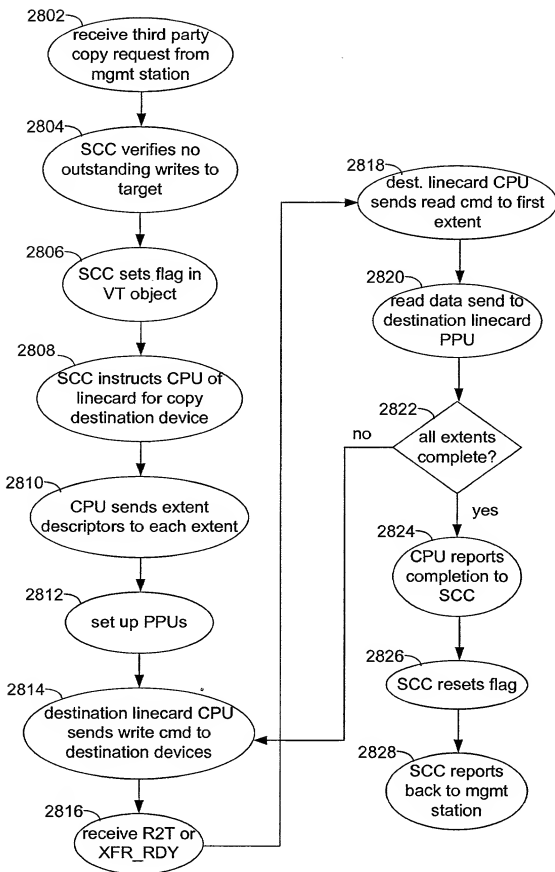 2802
receive third party
copy request from
mgmt station
2804
SCC verifies no
outstanding writes to
target
2806
SCC sets flag in
VT object
2808
SCC instructs CPU of
linecard for copy
destination device
2810
CPU sends extent
descriptors to each extent
2812
set up PPUs
2814
destination linecard CPU
sends write cmd to
destination devices
2816
receive R2T or
XFR_RDY
2818
dest. linecard CPU
sends read cmd to first
extent
2820
read data send to
destination linecard
PPU
2822
all extents
complete?
no
yes
2824
CPU reports
completion to
SCC
2826
SCC resets flag
2828
SCC reports
back to mgmt
station